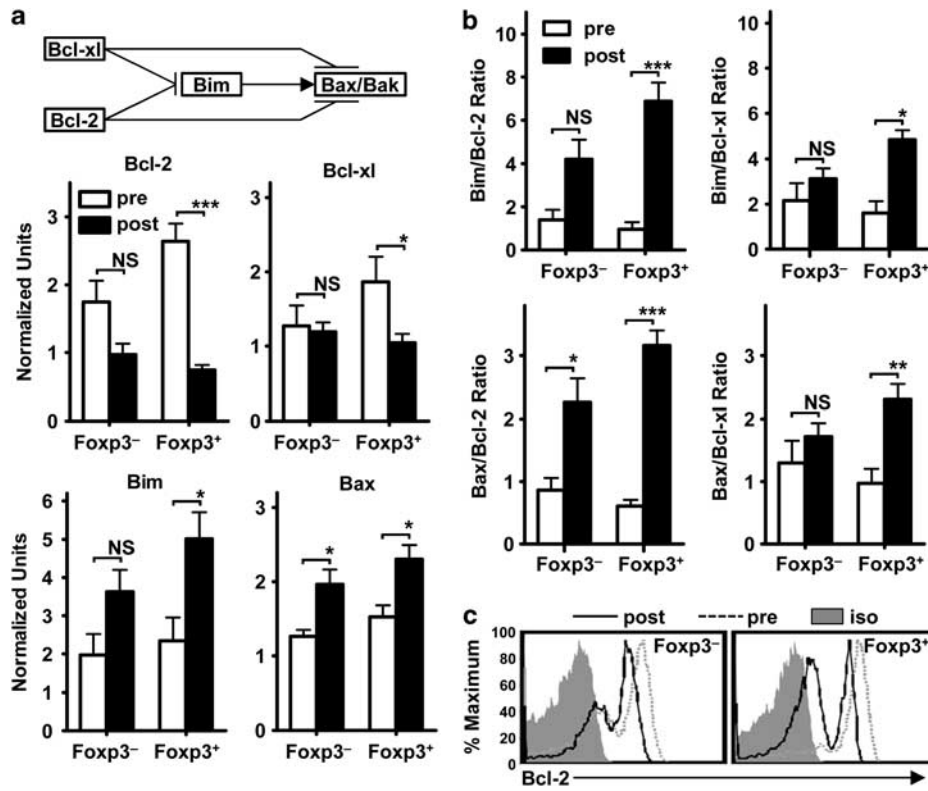 a
Bcl-xl
Bim
Bax/Bak
Bcl-2
Bcl-2
Normalized Units
3
2
1
0
pre
post
NS
***
Foxp3⁻
Foxp3⁺
Bcl-xl
3
2
1
0
NS
*
Foxp3⁻
Foxp3⁺
Bim
Normalized Units
6
5
4
3
2
1
0
NS
*
Foxp3⁻
Foxp3⁺
Bax
3
2
1
0
*
*
Foxp3⁻
Foxp3⁺
b
pre
post
Bim/Bcl-2 Ratio
10
8
6
4
2
0
NS
***
Foxp3⁻
Foxp3⁺
Bim/Bcl-xl Ratio
10
8
6
4
2
0
NS
*
Foxp3⁻
Foxp3⁺
Bax/Bcl-2 Ratio
3
2
1
0
*
***
Foxp3⁻
Foxp3⁺
Bax/Bcl-xl Ratio
3
2
1
0
NS
**
Foxp3⁻
Foxp3⁺
c
post
pre
iso
% Maximum
100
80
60
40
20
0
Foxp3⁻
Foxp3⁺
Bcl-2